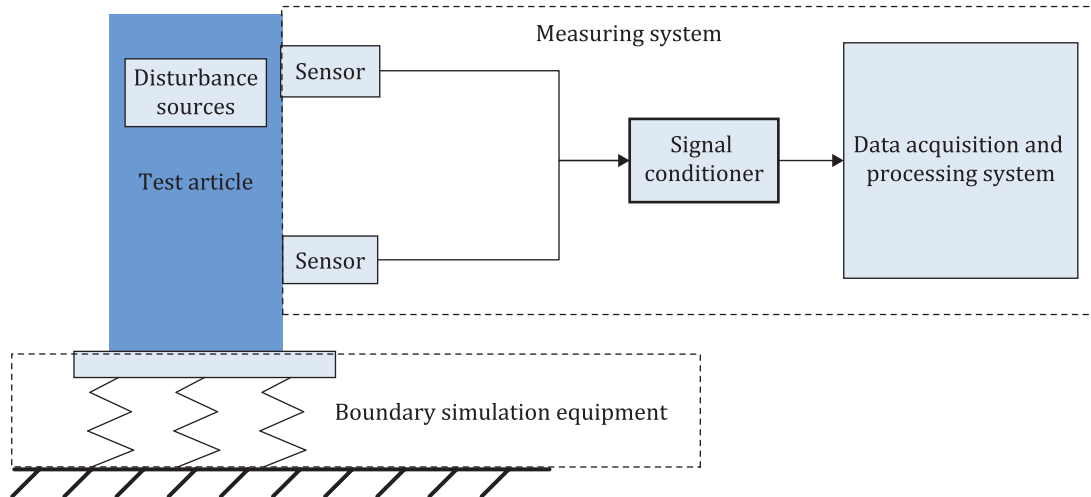 Measuring system
Disturbance
sources
Sensor
Test article
Signal
conditioner
Data acquisition and
processing system
Sensor
Boundary simulation equipment